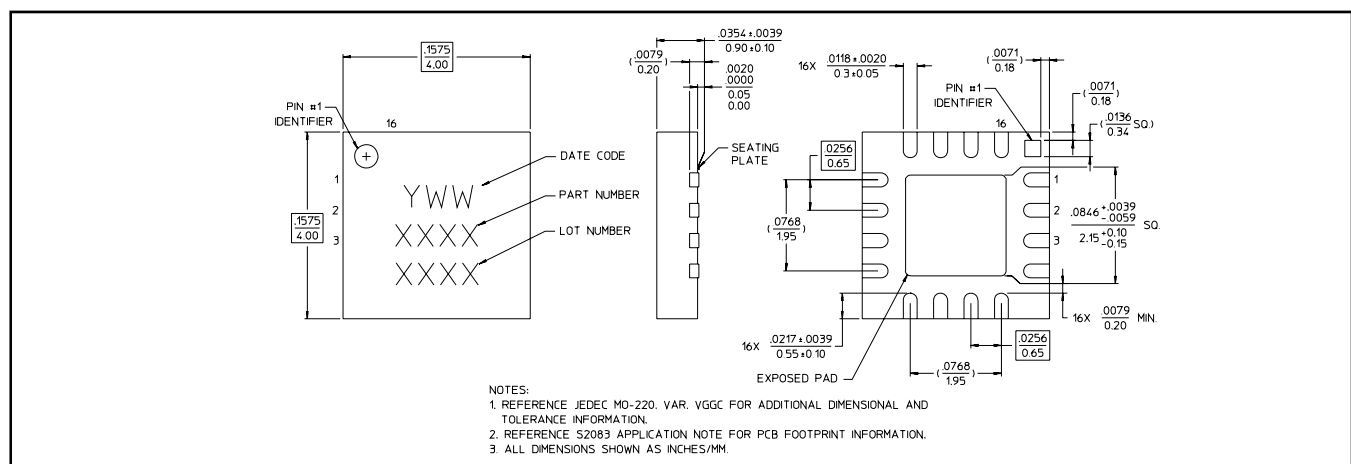 .1575
4.00
PIN #1
IDENTIFIER
16
.1575
4.00
1
2
3
YWW
XXXX
XXXX
DATE CODE
PART NUMBER
LOT NUMBER
.0354±.0039
0.90±0.10
(.0079
0.20)
.0020
.0000
0.05
0.00
SEATING
PLATE
16X .0118±.0020
0.3±0.05
(.0071
0.18)
PIN #1
IDENTIFIER
16
(.0071
0.18)
(.0136
0.34 SQ.)
.0256
0.65
(.0768
1.95)
1
2
3
.0846 +.0039
-.0059 SQ.
2.15 +0.10
-0.15
16X .0079
0.20 MIN.
16X .0217±.0039
0.55±0.10
.0256
0.65
(.0768
1.95)
EXPOSED PAD
NOTES:
1. REFERENCE JEDEC MO-220, VAR. VGGC FOR ADDITIONAL DIMENSIONAL AND
TOLERANCE INFORMATION.
2. REFERENCE S2083 APPLICATION NOTE FOR PCB FOOTPRINT INFORMATION.
3. ALL DIMENSIONS SHOWN AS INCHES/MM.